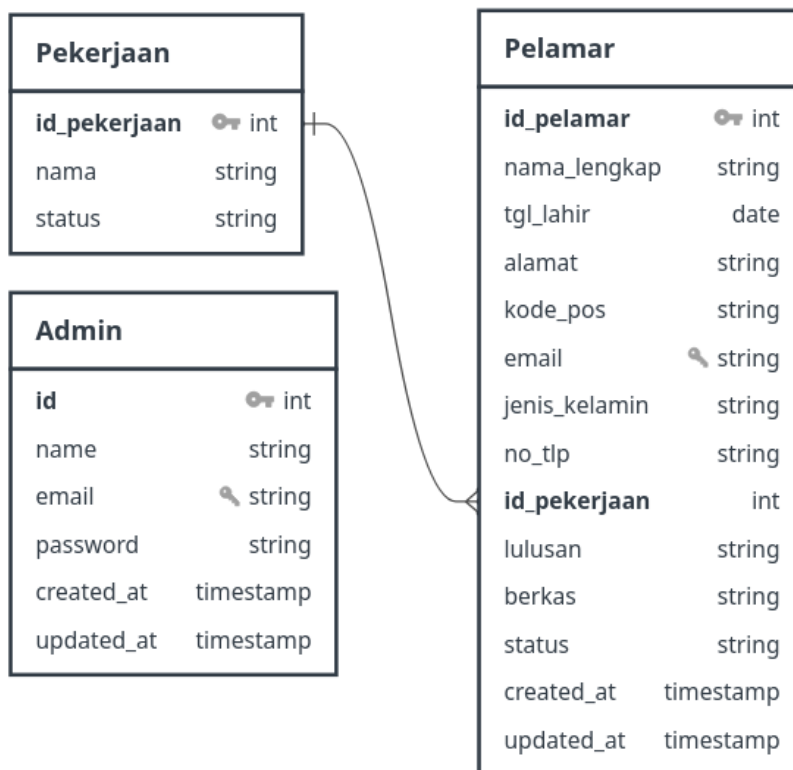 Pekerjaan
id_pekerjaan int
nama string
status string
Admin
id int
name string
email string
password string
created_at timestamp
updated_at timestamp
Pelamar
id_pelamar int
nama_lengkap string
tgl_lahir date
alamat string
kode_pos string
email string
jenis_kelamin string
no_tlp string
id_pekerjaan int
lulusan string
berkas string
status string
created_at timestamp
updated_at timestamp